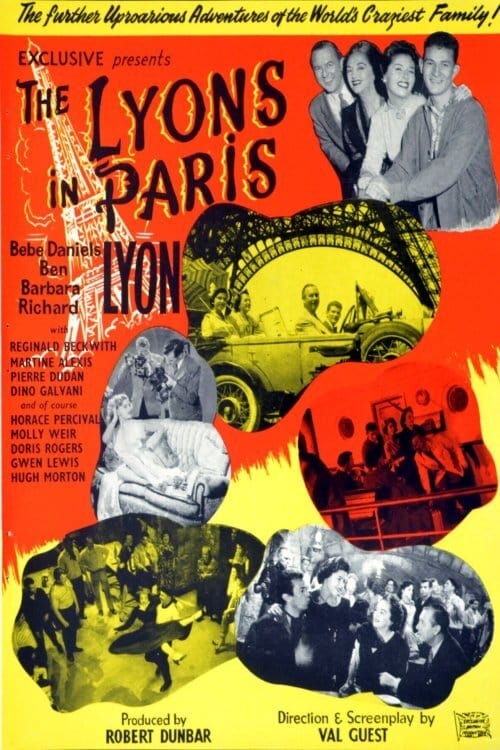 The further Uproarious Adventures of the World's Craziest Family!
EXCLUSIVE presents
THE LYONS
IN PARIS
Bebe Daniels
Ben
Barbara
Richard
LYON
with
REGINALD BECKWITH
MARTINE ALEXIS
PIERRE DUDAN
DINO GALVANI
and of course
HORACE PERCIVAL
MOLLY WEIR
DORIS ROGERS
GWEN LEWIS
HUGH MORTON
Produced by
ROBERT DUNBAR
Direction & Screenplay by
VAL GUEST